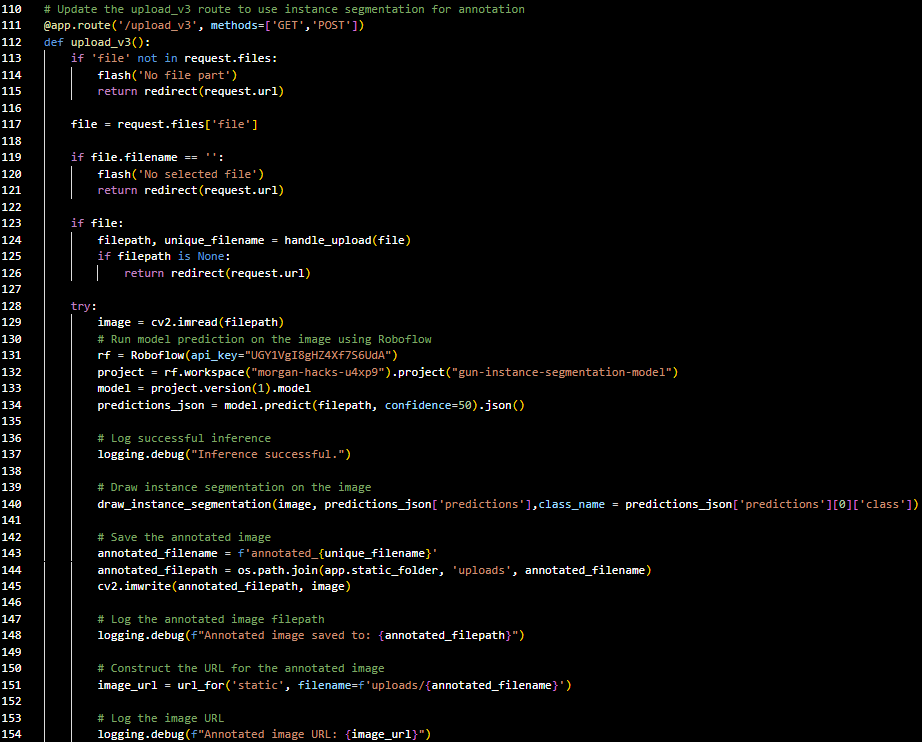 110 # Update the upload_v3 route to use instance segmentation for annotation
111 @app.route('/upload_v3', methods=['GET','POST'])
112 def upload_v3():
113     if 'file' not in request.files:
114         flash('No file part')
115         return redirect(request.url)
116
117     file = request.files['file']
118
119     if file.filename == '':
120         flash('No selected file')
121         return redirect(request.url)
122
123     if file:
124         filepath, unique_filename = handle_upload(file)
125         if filepath is None:
126             return redirect(request.url)
127
128     try:
129         image = cv2.imread(filepath)
130         # Run model prediction on the image using Roboflow
131         rf = Roboflow(api_key="UGY1VgI8gHZ4Xf7S6UdA")
132         project = rf.workspace("morgan-hacks-u4xp9").project("gun-instance-segmentation-model")
133         model = project.version(1).model
134         predictions_json = model.predict(filepath, confidence=50).json()
135
136         # Log successful inference
137         logging.debug("Inference successful.")
138
139         # Draw instance segmentation on the image
140         draw_instance_segmentation(image, predictions_json['predictions'],class_name = predictions_json['predictions'][0]['class'])
141
142         # Save the annotated image
143         annotated_filename = f'annotated_{unique_filename}'
144         annotated_filepath = os.path.join(app.static_folder, 'uploads', annotated_filename)
145         cv2.imwrite(annotated_filepath, image)
146
147         # Log the annotated image filepath
148         logging.debug(f"Annotated image saved to: {annotated_filepath}")
149
150         # Construct the URL for the annotated image
151         image_url = url_for('static', filename=f'uploads/{annotated_filename}')
152
153         # Log the image URL
154         logging.debug(f"Annotated image URL: {image_url}")